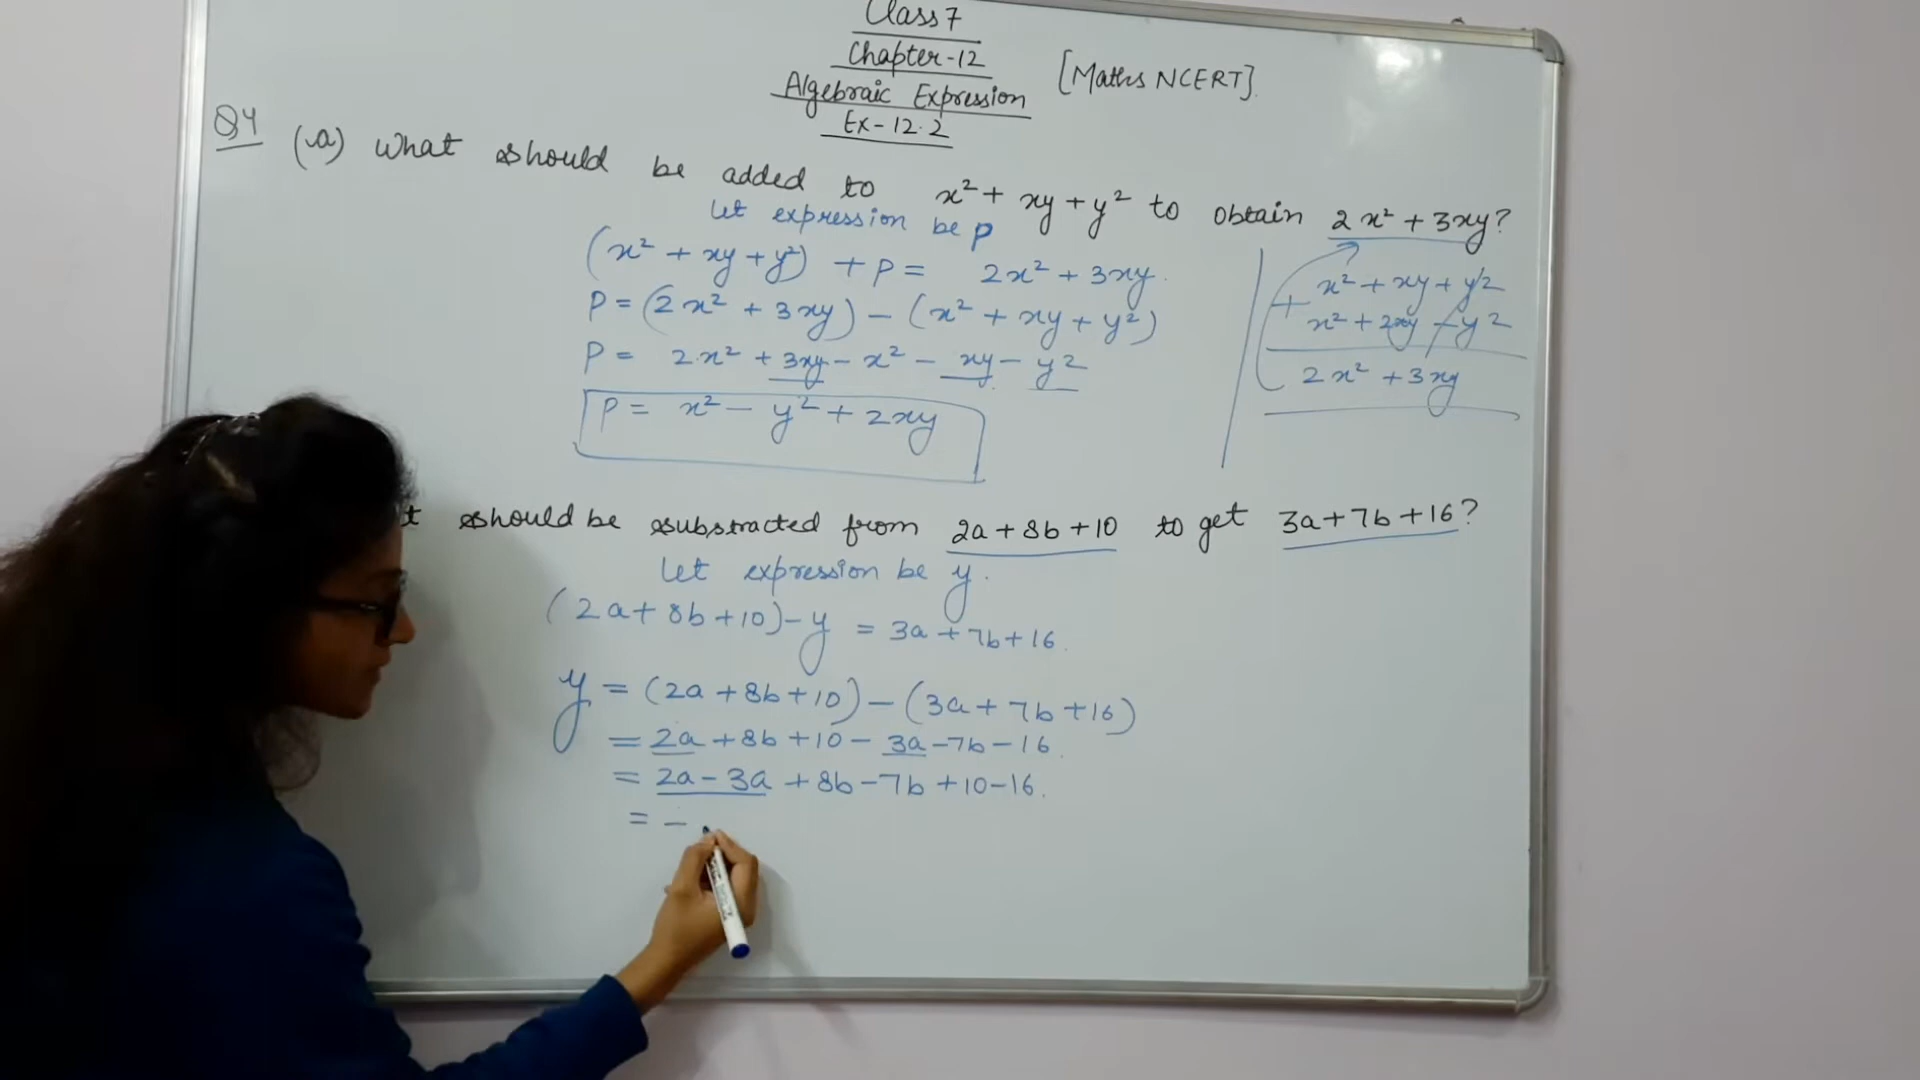 Class 7
Chapter-12
Algebraic Expression
[Maths NCERT].
Ex-12.2
Q4 (a) What should be added to x² + xy + y² to obtain 2x² + 3xy?
Let expression be p
(x² + xy + y²) + P = 2x² + 3xy.
P = (2x² + 3xy) - (x² + xy + y²)
P = 2x² + 3xy - x² - xy - y²
P = x² - y² + 2xy
x² + xy + y²
+ x² + 2xy - y²
2x² + 3xy
should be substracted from 2a+8b+10 to get 3a+7b+16?
Let expression be y.
(2a+8b+10)-y = 3a+7b+16.
y = (2a+8b+10) - (3a+7b+16)
= 2a+8b+10-3a-7b-16.
= 2a-3a+8b-7b+10-16.
= -